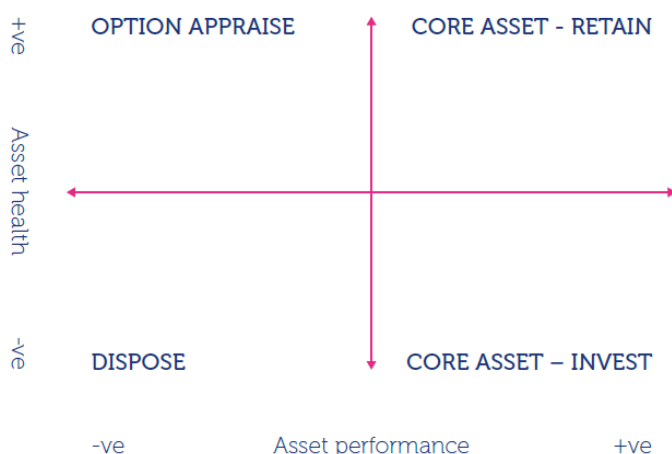 +ve
OPTION APPRAISE
CORE ASSET - RETAIN
Asset health
-ve
DISPOSE
CORE ASSET – INVEST
-ve
Asset performance
+ve